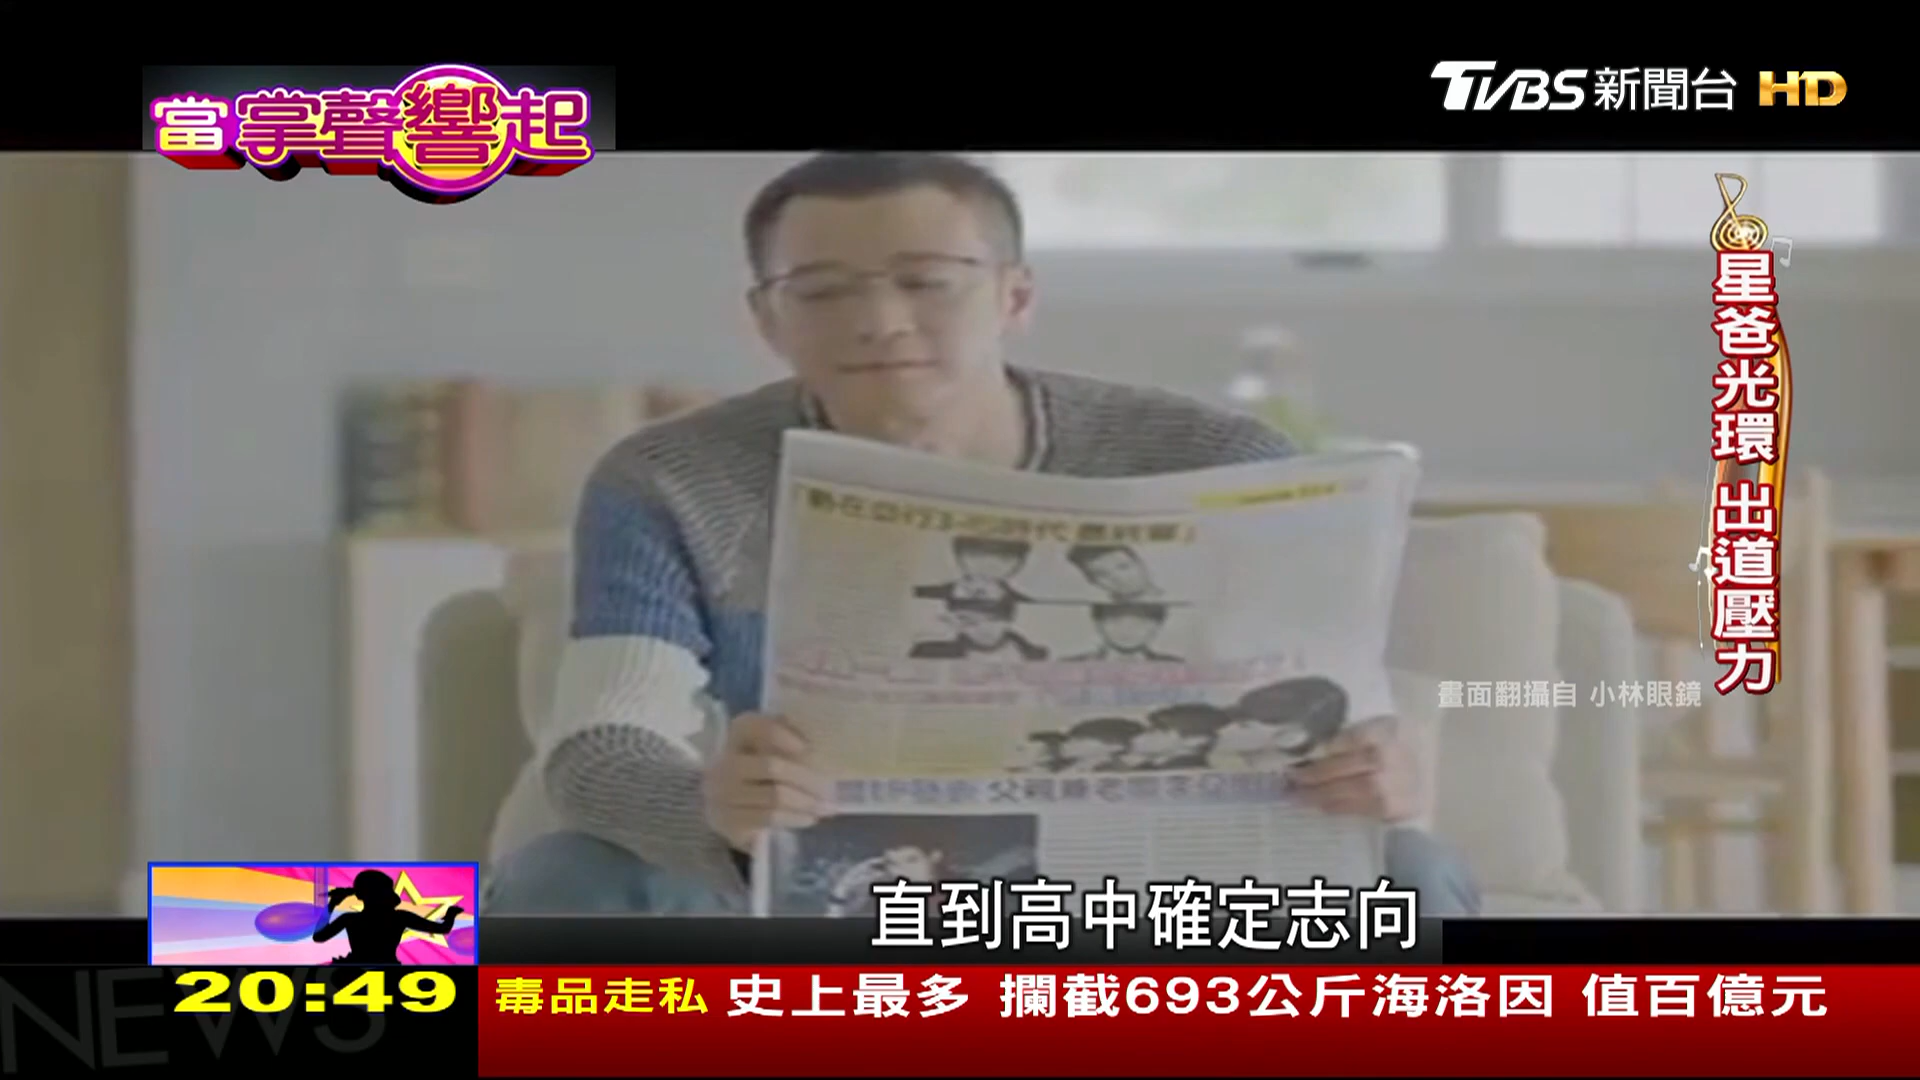 當掌聲響起
TVBS新聞台 HD
星爸光環 出道壓力
畫面翻攝自 小林眼鏡
直到高中確定志向
NEWS
20:49
毒品走私 史上最多 攔截693公斤海洛因 值百億元